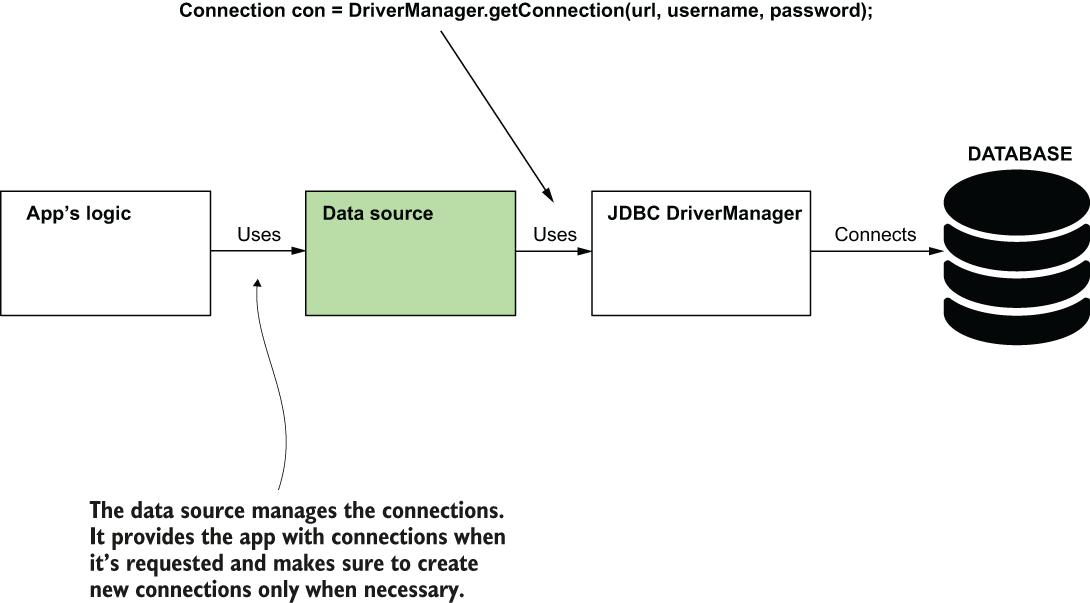 Connection con = DriverManager.getConnection(url, username, password);
DATABASE
App’s logic
Uses
Data source
Uses
JDBC DriverManager
Connects
The data source manages the connections.
It provides the app with connections when
it’s requested and makes sure to create
new connections only when necessary.